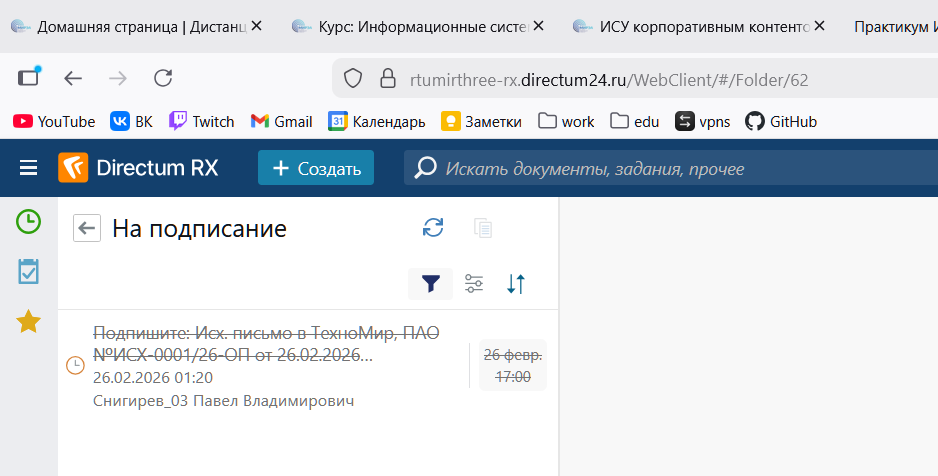 Домашняя страница | Дистанц
Курс: Информационные систе
ИСУ корпоративным контенто
Практикум И
rtumirthree-rx.directum24.ru/WebClient/#/Folder/62
YouTube
ВК
Twitch
Gmail
31
Календарь
Заметки
work
edu
vpns
GitHub
Directum RX
+ Создать
Искать документы, задания, прочее
На подписание
Подпишите: Исх. письмо в ТехноМир, ПАО
№ИСХ-0001/26-ОП от 26.02.2026...
26 февр.
17:00
26.02.2026 01:20
Снигирев_03 Павел Владимирович